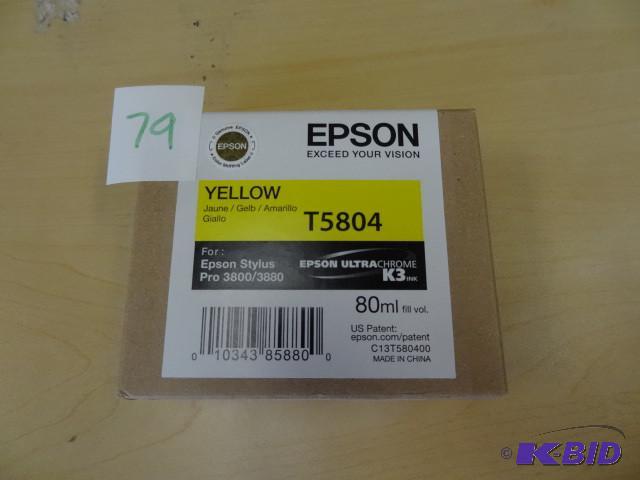 79
Genuine Epson
EPSON
EPSON
EXCEED YOUR VISION
YELLOW
Jaune / Gelb / Amarillo
Giallo
T5804
For:
Epson Stylus
Pro 3800/3880
EPSON ULTRACHROME
K3 INK
80ml fill vol.
US Patent:
epson.com/patent
C13T580400
MADE IN CHINA
0 10343 85880 0
© K-BID